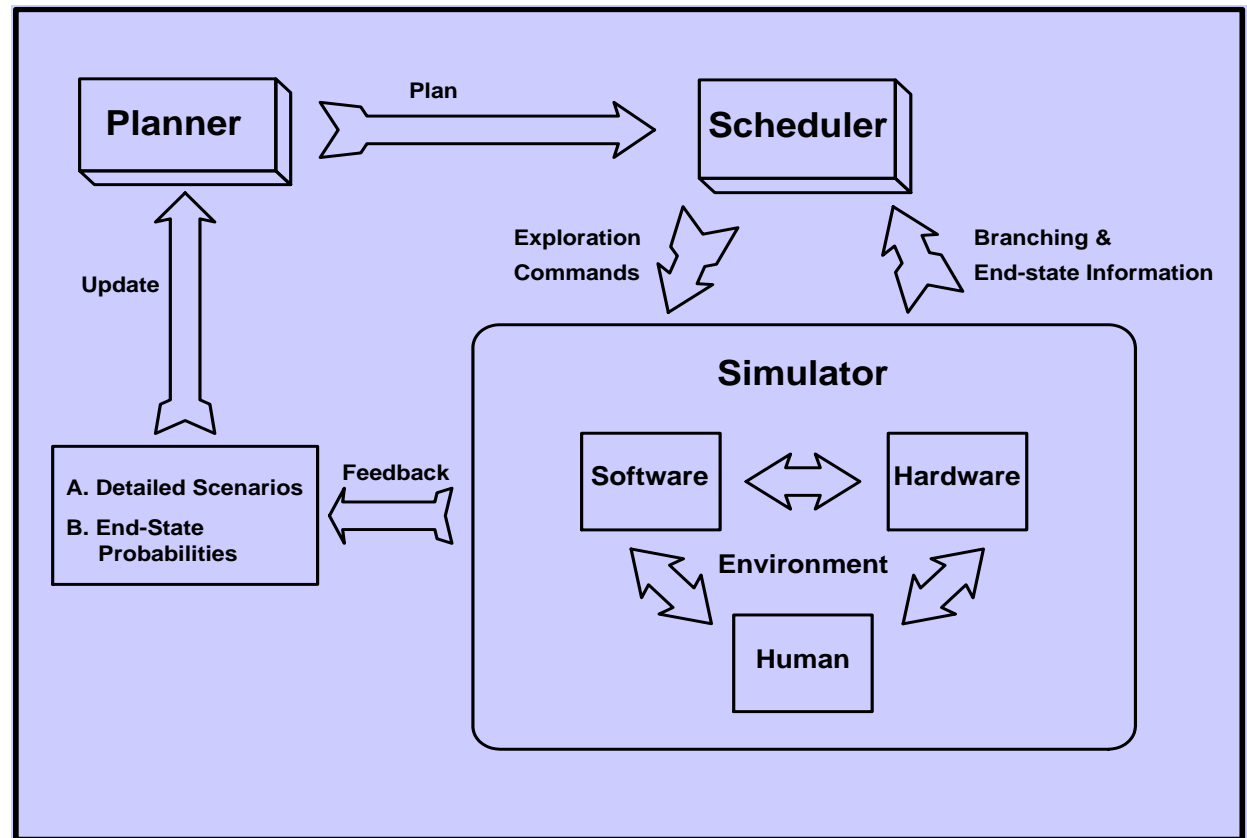 Planner
Plan
Scheduler
Exploration
Commands
Branching &
End-state Information
Update
Simulator
Software
Hardware
Environment
Human
Feedback
A. Detailed Scenarios
B. End-State
Probabilities